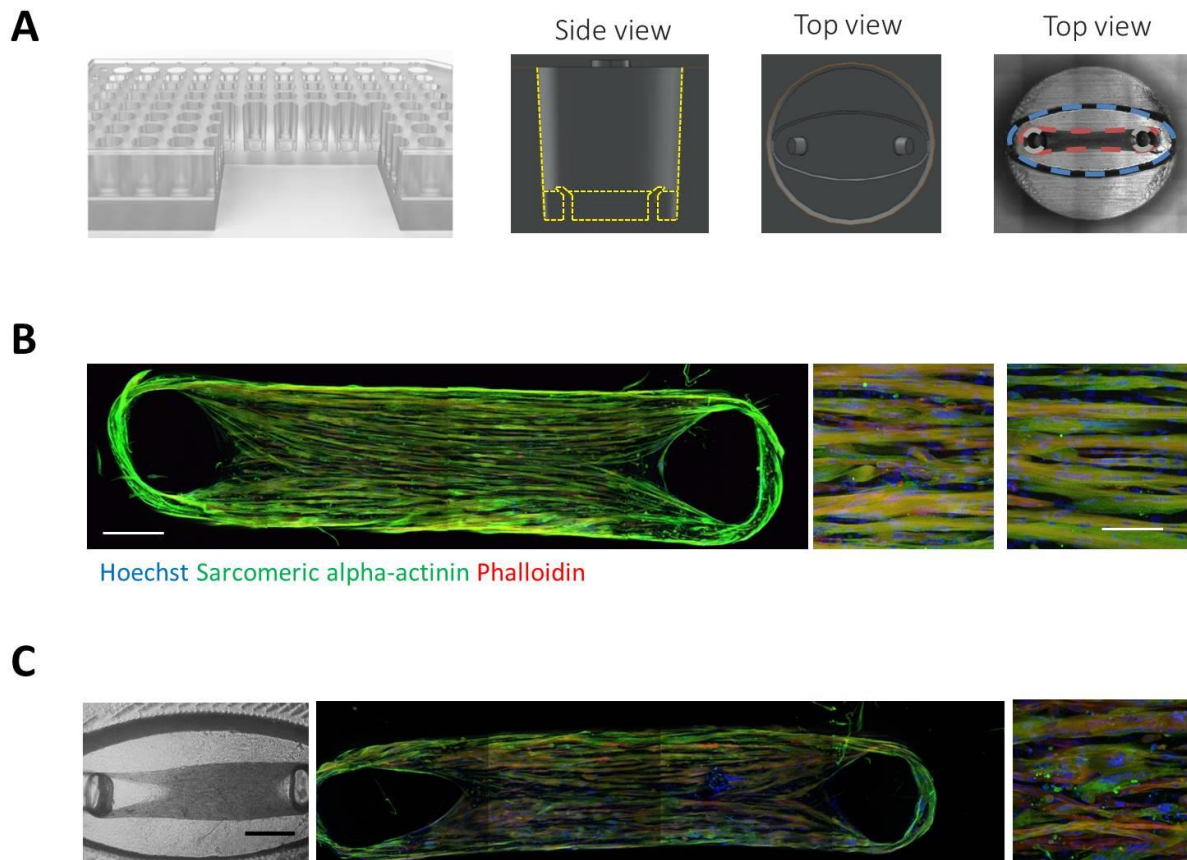 A
Side view
Top view
Top view
B
Hoechst Sarcomeric alpha-actinin Phalloidin
C